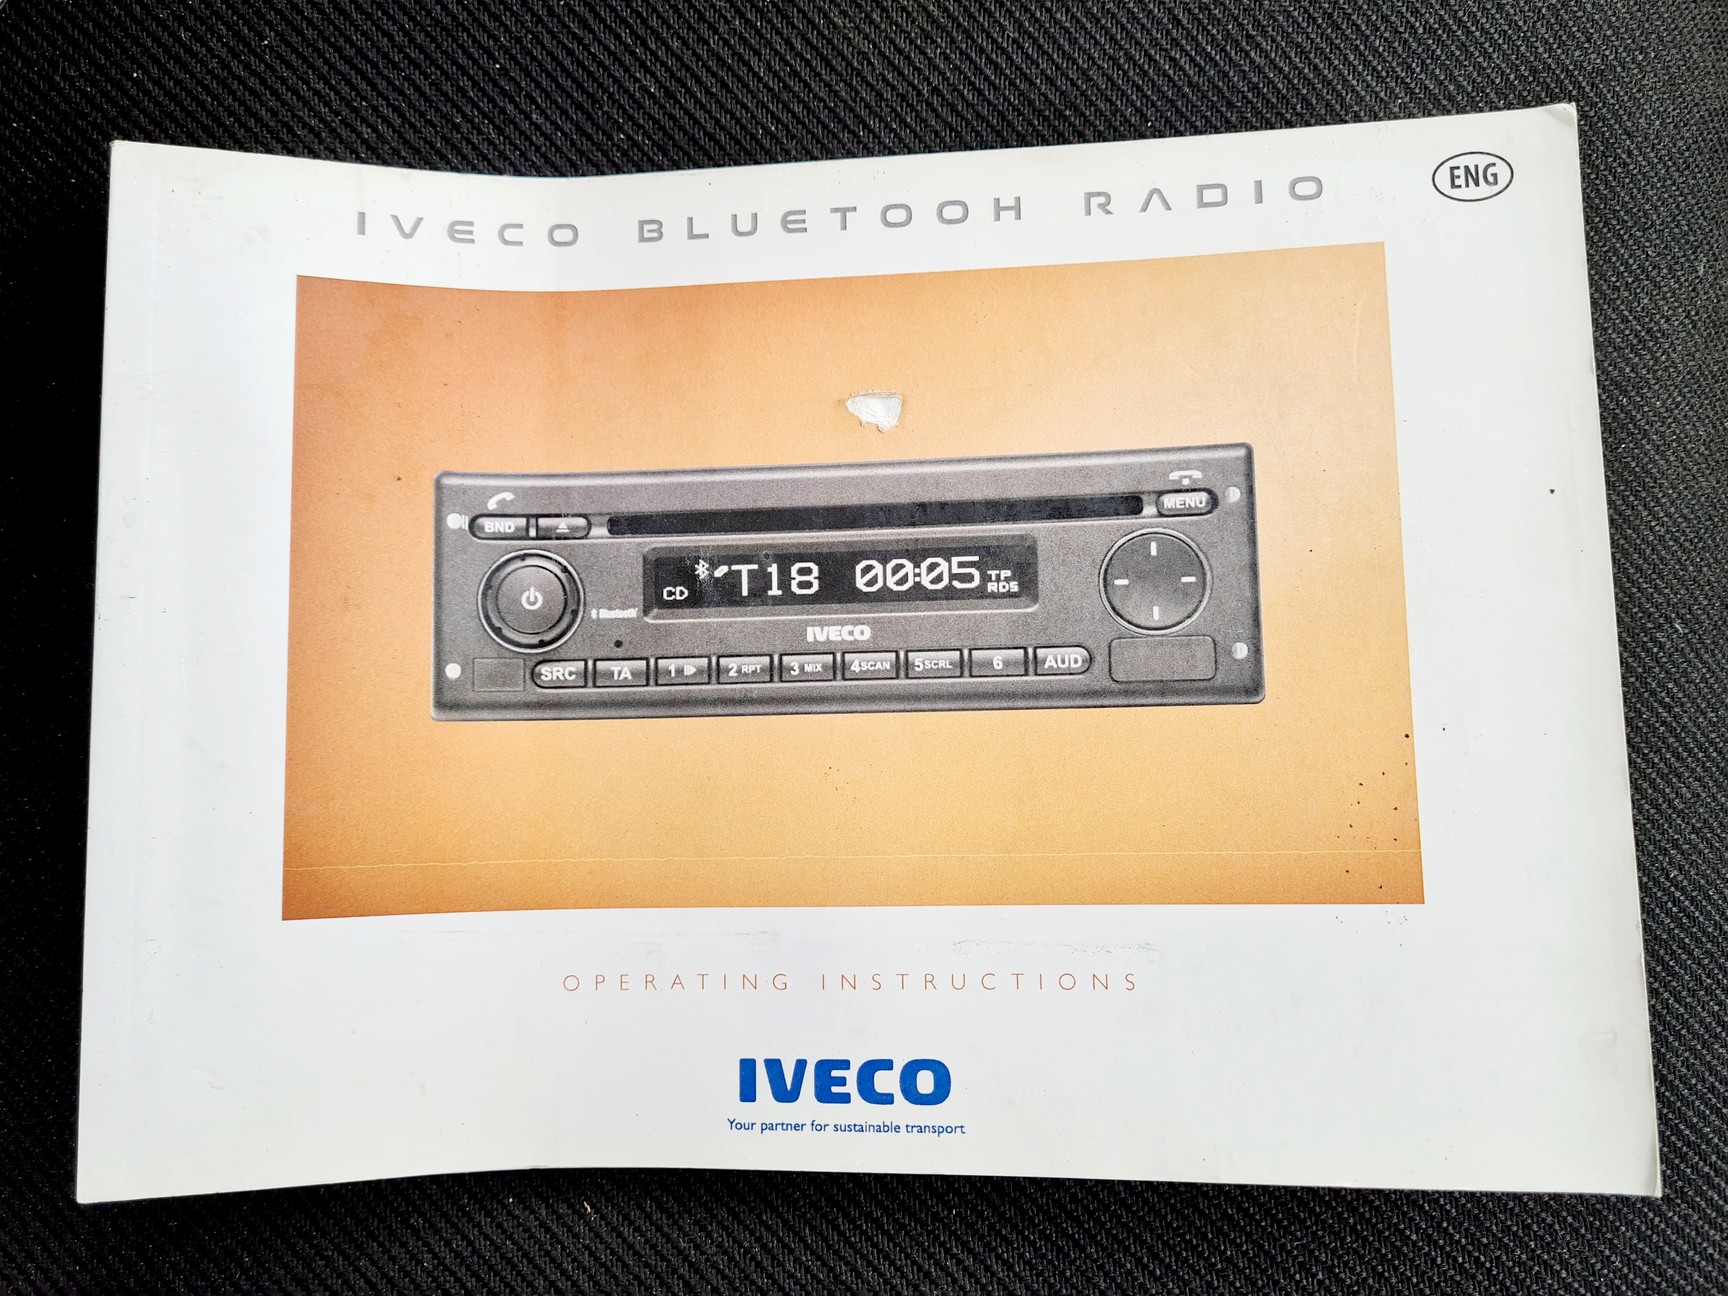 IVECO BLUETOOH RADIO
ENG
BND
MENU
CD T18 00:05 TP
RDS
Bluetooth
IVECO
SRC TA 1 2 RPT 3 MIX 4SCAN 5SCRL 6 AUD
OPERATING INSTRUCTIONS
IVECO
Your partner for sustainable transport